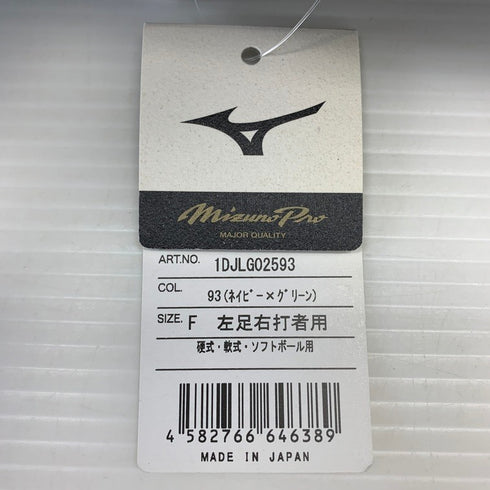 Mizuno Pro
MAJOR QUALITY
ART.NO. 1DJLG02593
COL. 93(ﾈｲﾋﾞｰ×ｸﾞﾘｰﾝ)
SIZE. F 左足右打者用
硬式・軟式・ソフトボール用
4 582766 646389
MADE IN JAPAN